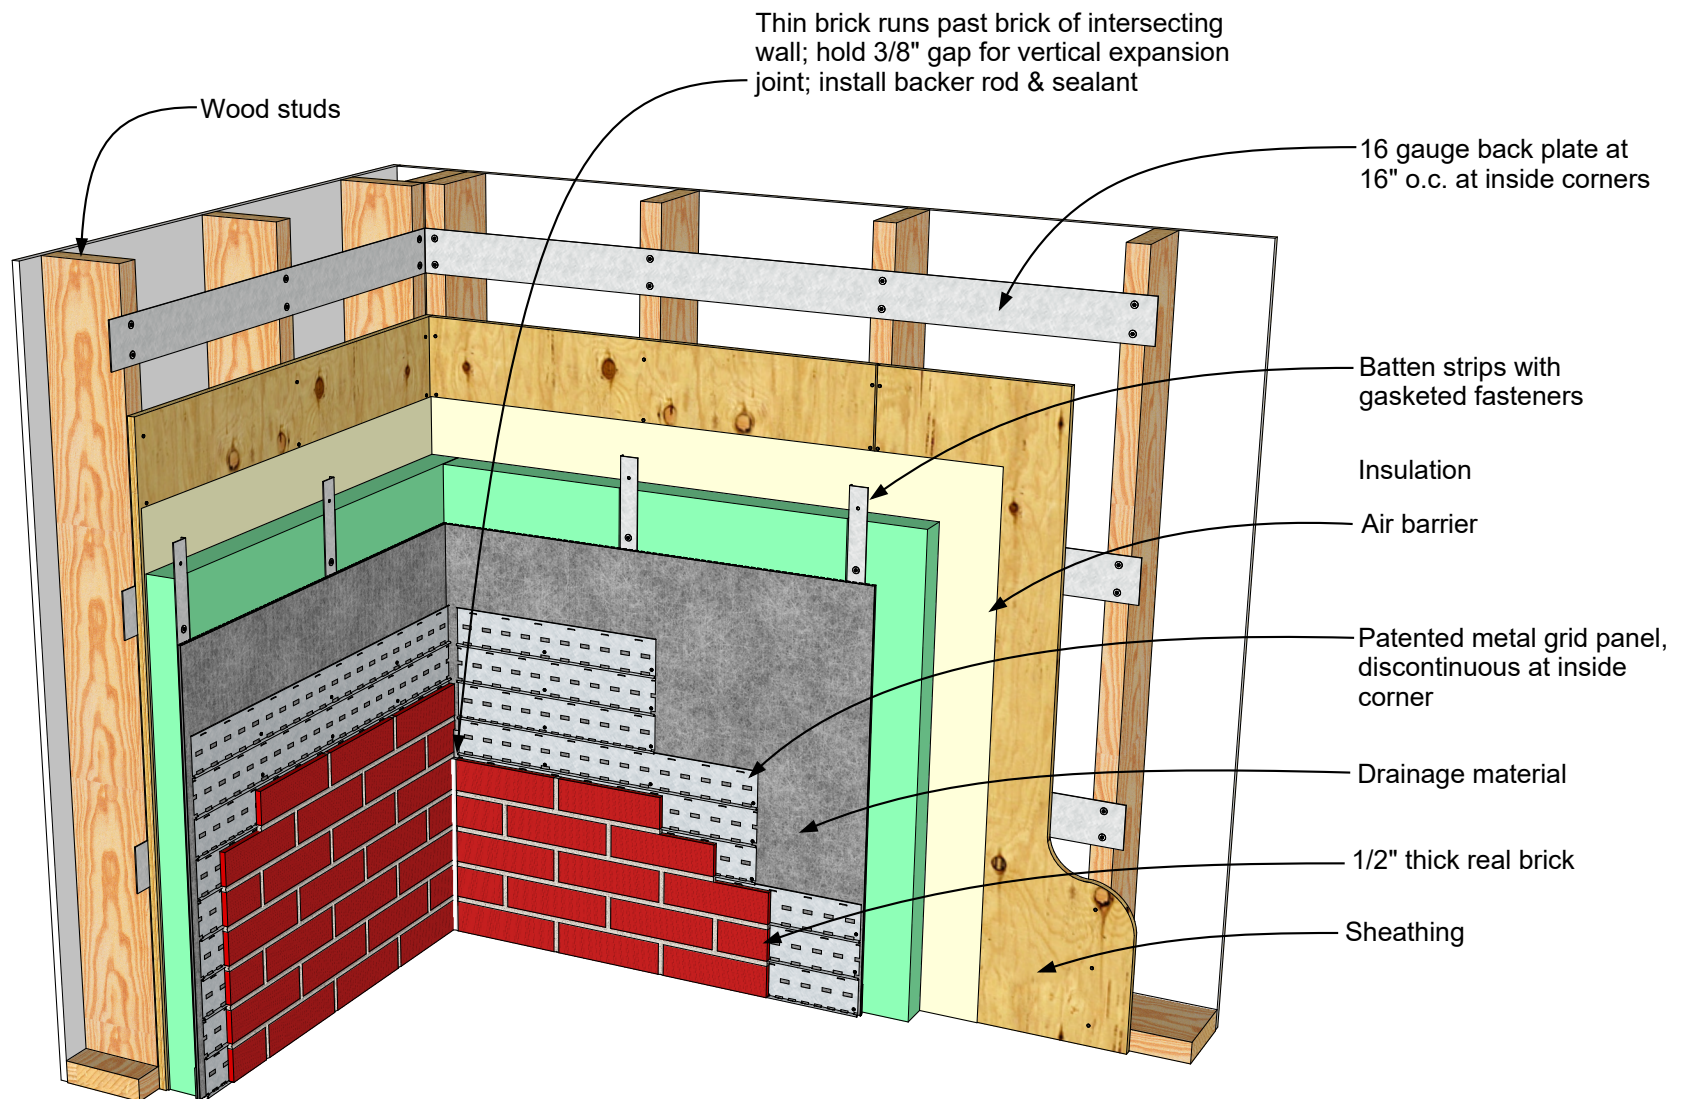 Thin brick runs past brick of intersecting
wall; hold 3/8" gap for vertical expansion
joint; install backer rod & sealant
Wood studs
16 gauge back plate at
16" o.c. at inside corners
Batten strips with
gasketed fasteners
Insulation
Air barrier
Patented metal grid panel,
discontinuous at inside
corner
Drainage material
1/2" thick real brick
Sheathing